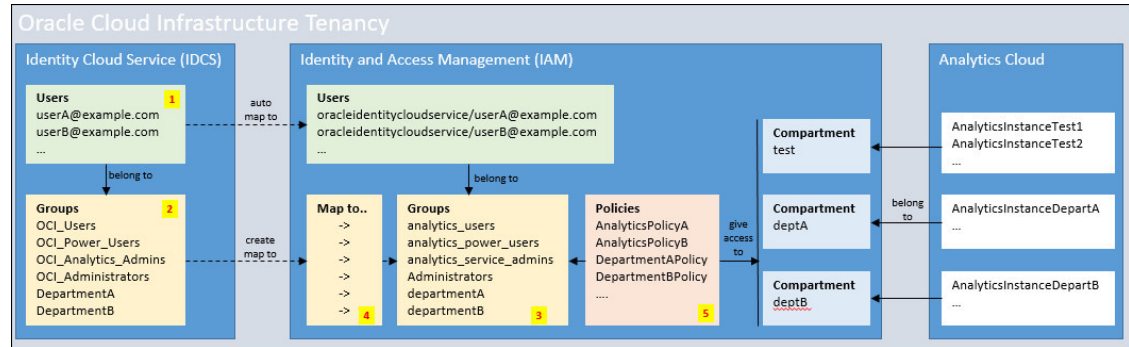 Oracle Cloud Infrastructure Tenancy
Identity Cloud Service (IDCS)
Users
1
userA@example.com
userB@example.com
...
belong to
Groups
2
OCI_Users
OCI_Power_Users
OCI_Analytics_Admins
OCI_Administrators
DepartmentA
DepartmentB
auto
map to
create
map to
Identity and Access Management (IAM)
Users
oracleidentitycloudservice/userA@example.com
oracleidentitycloudservice/userB@example.com
...
belong to
Map to..
->
->
->
->
->
->
4
Groups
analytics_users
analytics_power_users
analytics_service_admins
Administrators
departmentA
departmentB
3
Policies
AnalyticsPolicyA
AnalyticsPolicyB
DepartmentAPolicy
DepartmentBPolicy
....
5
give
access
to
Compartment
test
Compartment
deptA
Compartment
deptB
belong
to
Analytics Cloud
AnalyticsInstanceTest1
AnalyticsInstanceTest2
...
AnalyticsInstanceDepartA
...
AnalyticsInstanceDepartB
...